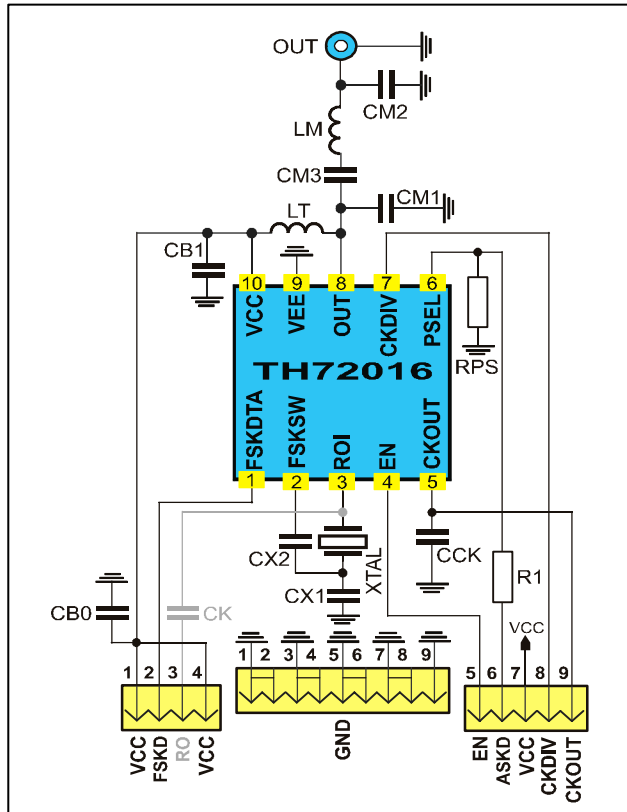 OUT
CM2
LM
CM3
CM1
LT
CB1
10 9 8 7 6
VCC VEE OUT CKDIV PSEL
RPS
TH72016
FSKDTA FSKSW ROI EN CKOUT
1 2 3 4 5
CX2
XTAL
CCK
R1
CX1
CB0
CK
VCC
1 2 3 4
1 2 3 4 5 6 7 8 9
5 6 7 8 9
VCC FSKD RO VCC
GND
EN ASKD VCC CKDIV CKOUT